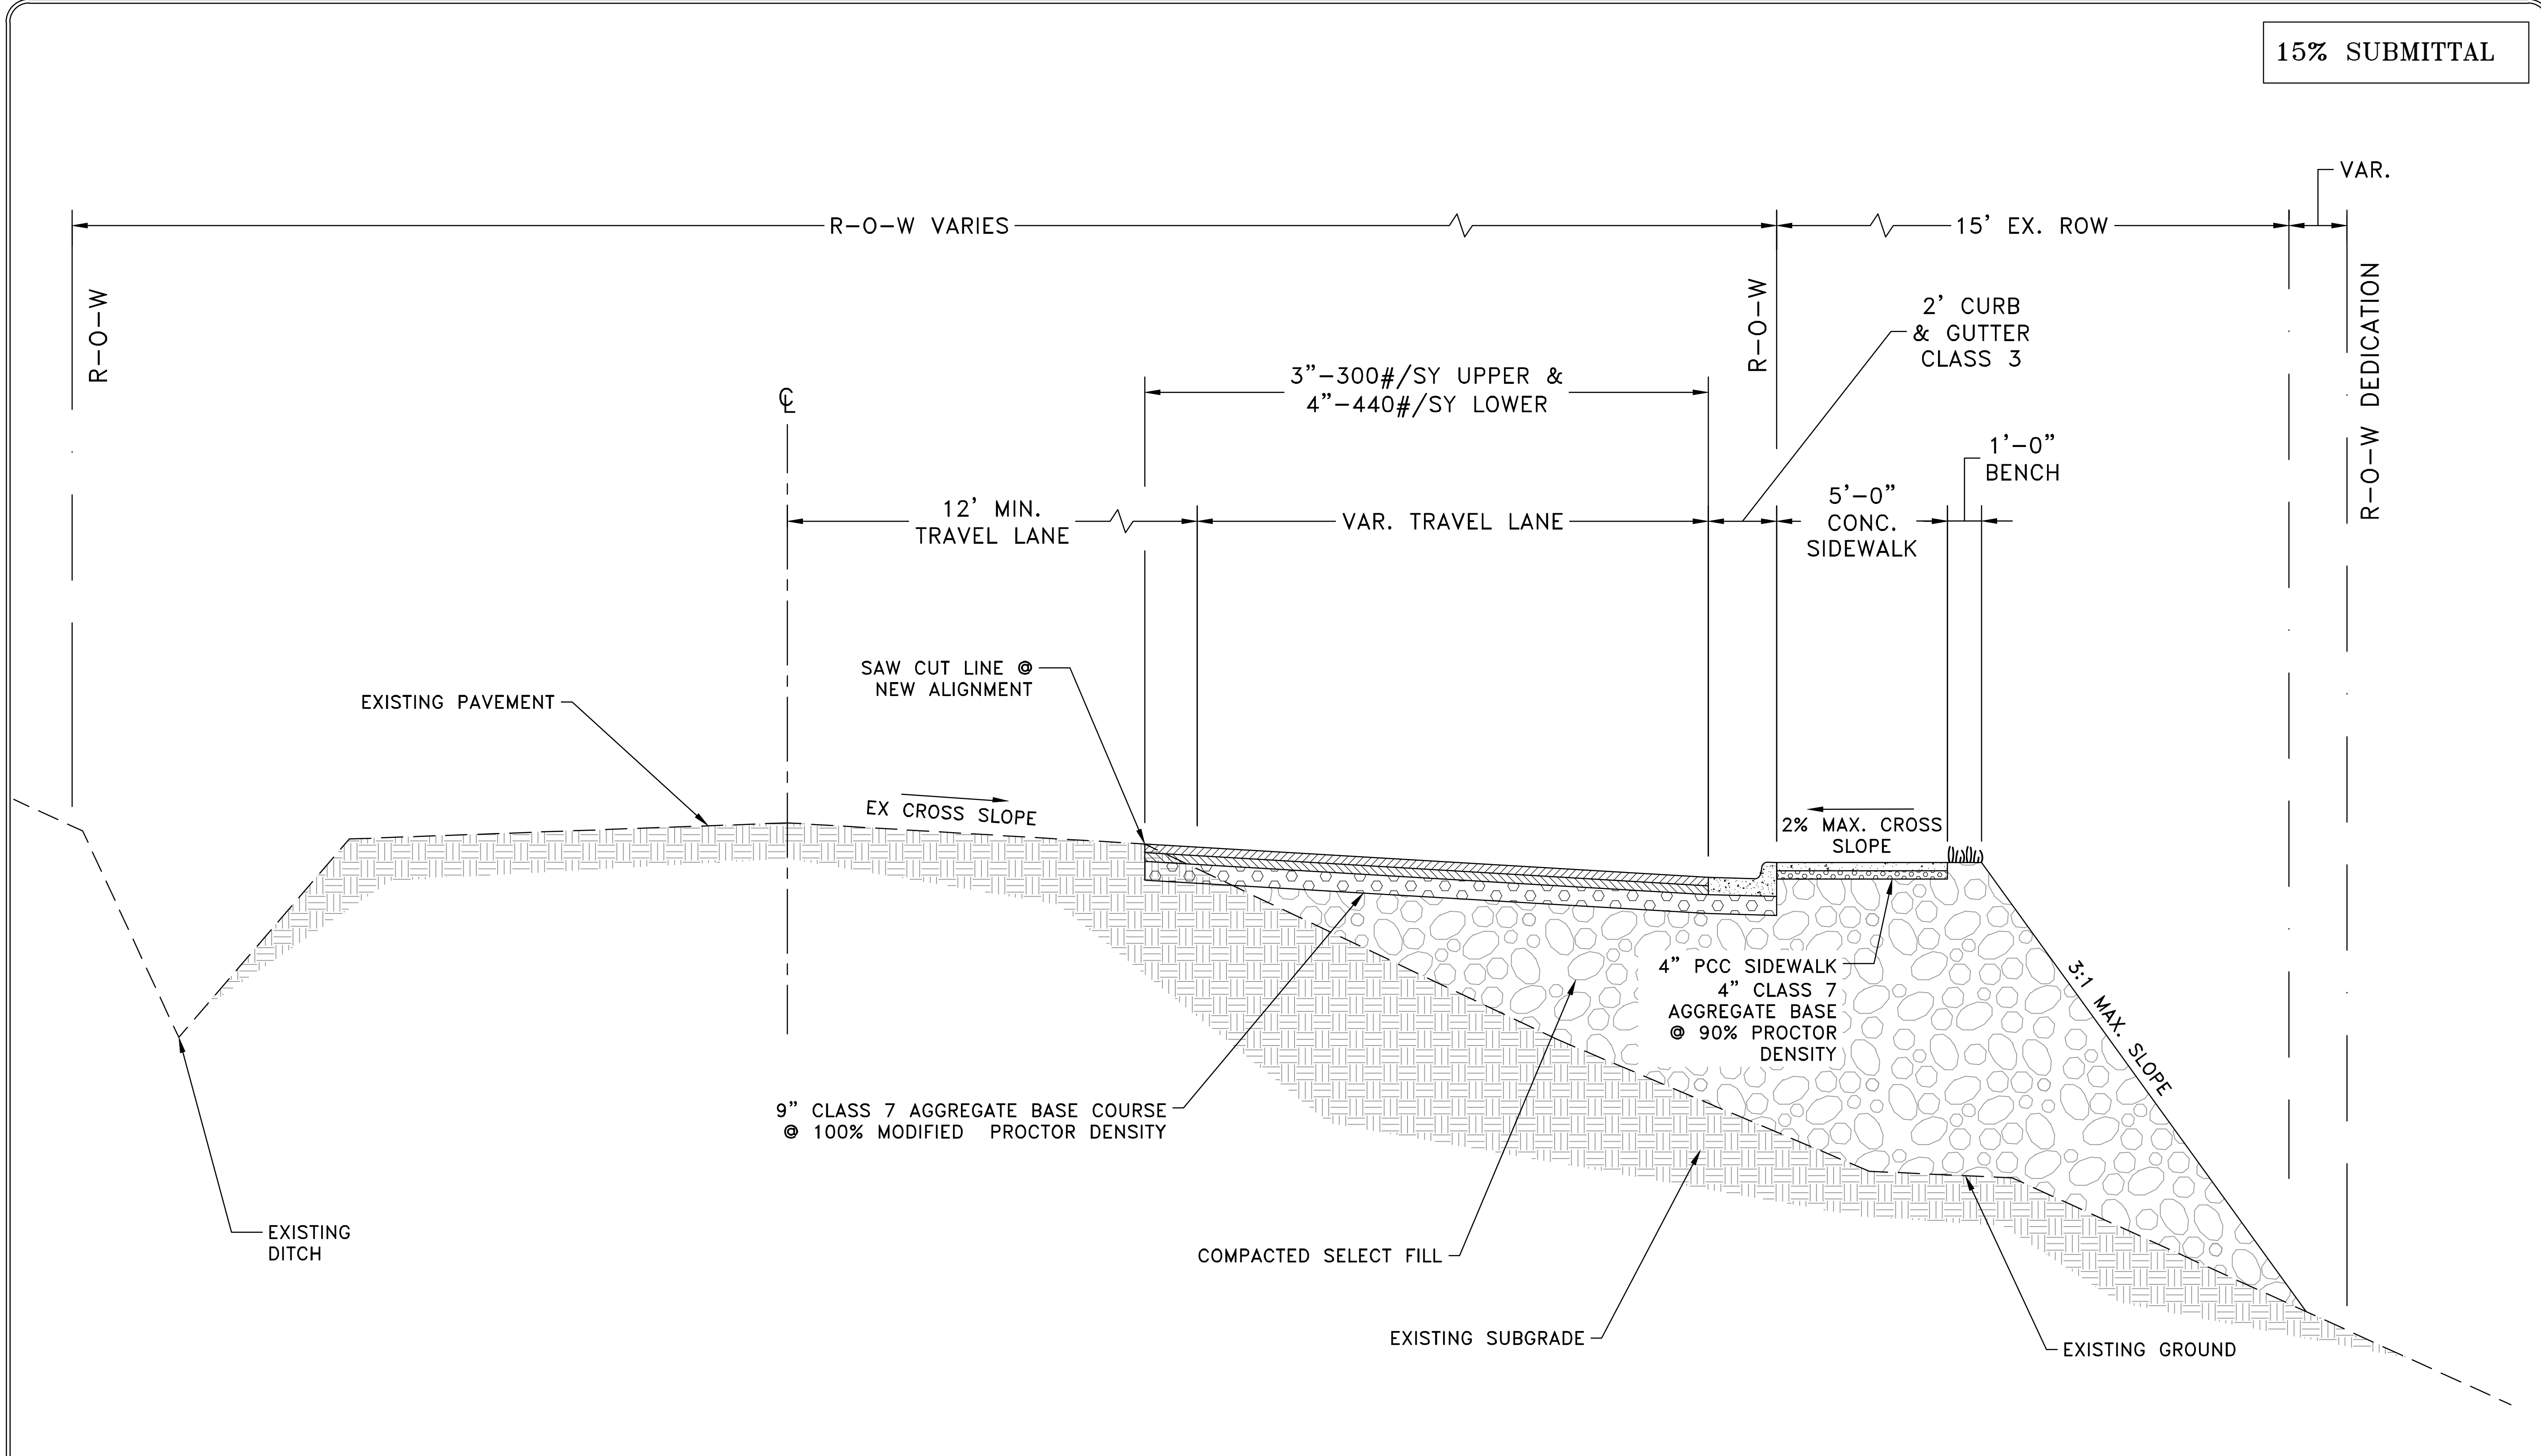 15% SUBMITTAL
VAR.
R-O-W VARIES
15' EX. ROW
R-O-W
R-O-W
R-O-W DEDICATION
2' CURB
& GUTTER
CLASS 3
3"-300#/SY UPPER &
4"-440#/SY LOWER
℄
1'-0"
BENCH
12' MIN.
TRAVEL LANE
VAR. TRAVEL LANE
5'-0"
CONC.
SIDEWALK
SAW CUT LINE @
NEW ALIGNMENT
EXISTING PAVEMENT
EX CROSS SLOPE
2% MAX. CROSS
SLOPE
4" PCC SIDEWALK
4" CLASS 7
AGGREGATE BASE
@ 90% PROCTOR
DENSITY
3:1 MAX. SLOPE
9" CLASS 7 AGGREGATE BASE COURSE
@ 100% MODIFIED PROCTOR DENSITY
EXISTING
DITCH
COMPACTED SELECT FILL
EXISTING SUBGRADE
EXISTING GROUND